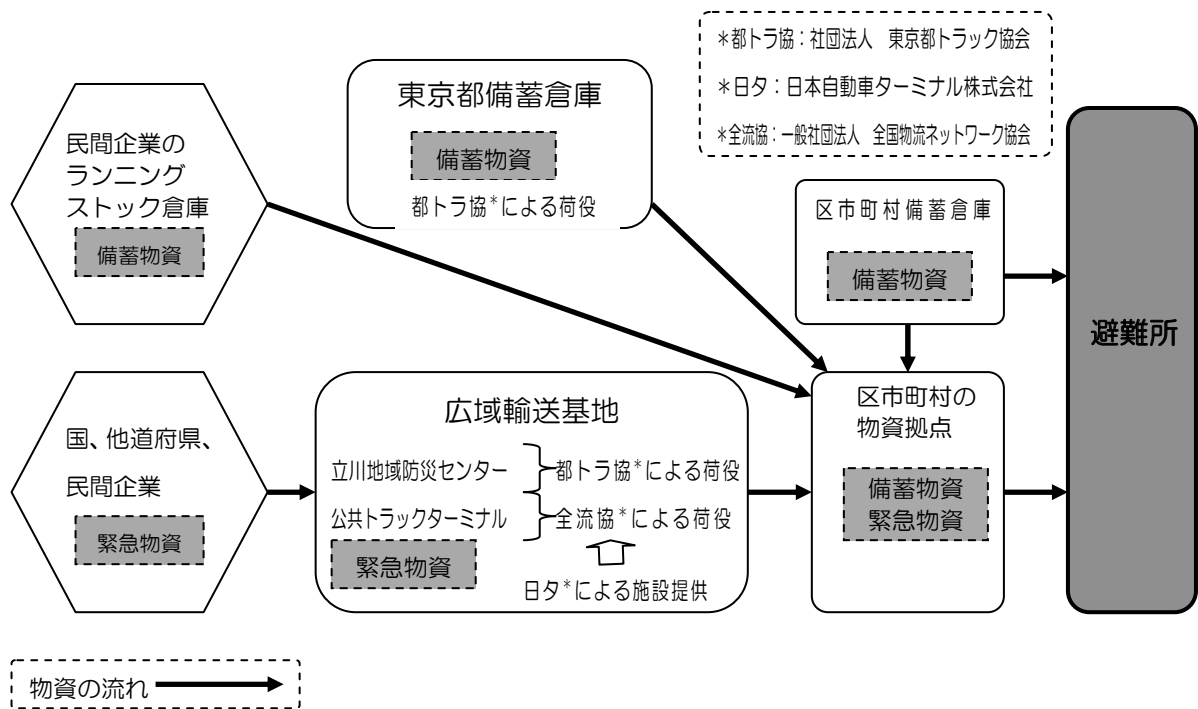 *都トラ協：社団法人　東京都トラック協会
*日タ：日本自動車ターミナル株式会社
*全流協：一般社団法人　全国物流ネットワーク協会
民間企業の
ランニング
ストック倉庫
備蓄物資
東京都備蓄倉庫
備蓄物資
都トラ協*による荷役
区市町村備蓄倉庫
備蓄物資
避難所
国、他道府県、
民間企業
緊急物資
広域輸送基地
立川地域防災センター
都トラ協*による荷役
公共トラックターミナル
全流協*による荷役
緊急物資
日タ*による施設提供
区市町村の
物資拠点
備蓄物資
緊急物資
物資の流れ